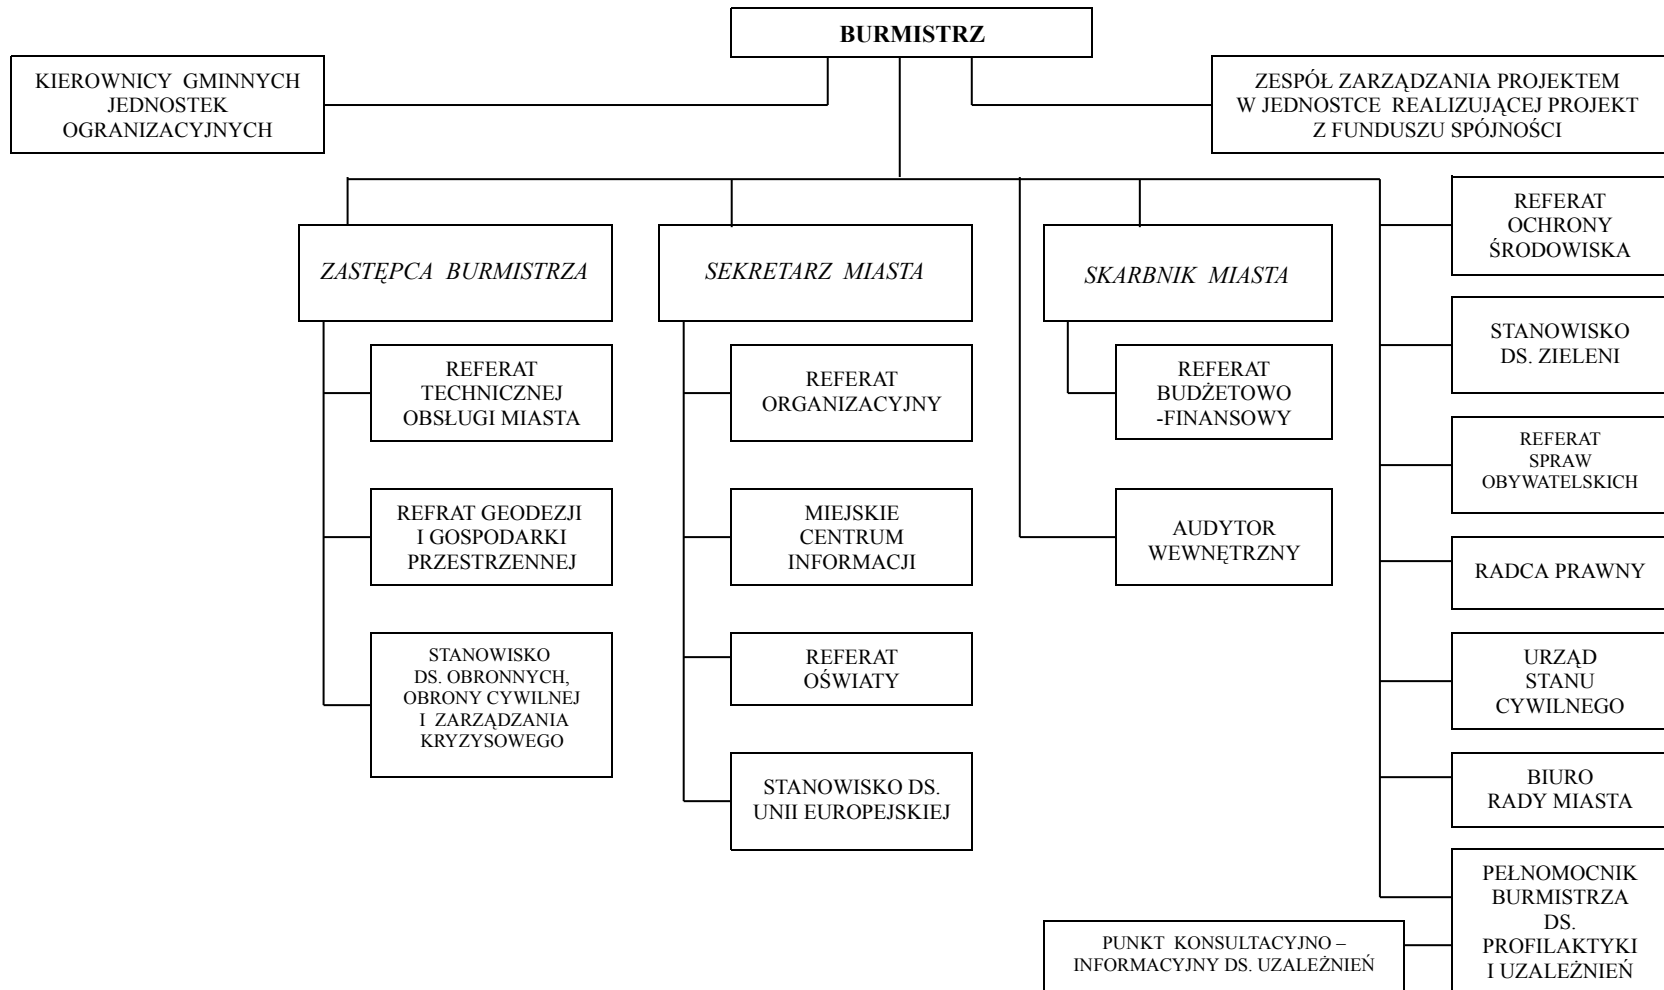 BURMISTRZ
KIEROWNICY GMINNYCH
JEDNOSTEK
OGRANIZACYJNYCH
ZESPÓŁ ZARZĄDZANIA PROJEKTEM
W JEDNOSTCE REALIZUJĄCEJ PROJEKT
Z FUNDUSZU SPÓJNOŚCI
ZASTĘPCA BURMISTRZA
REFERAT
TECHNICZNEJ
OBSŁUGI MIASTA
REFRAT GEODEZJI
I GOSPODARKI
PRZESTRZENNEJ
STANOWISKO
DS. OBRONNYCH,
OBRONY CYWILNEJ
I ZARZĄDZANIA
KRYZYSOWEGO
SEKRETARZ MIASTA
REFERAT
ORGANIZACYJNY
MIEJSKIE
CENTRUM
INFORMACJI
REFERAT
OŚWIATY
STANOWISKO DS.
UNII EUROPEJSKIEJ
SKARBNIK MIASTA
REFERAT
BUDŻETOWO
-FINANSOWY
AUDYTOR
WEWNĘTRZNY
REFERAT
OCHRONY
ŚRODOWISKA
STANOWISKO
DS. ZIELENI
REFERAT
SPRAW
OBYWATELSKICH
RADCA PRAWNY
URZĄD
STANU
CYWILNEGO
BIURO
RADY MIASTA
PEŁNOMOCNIK
BURMISTRZA
DS.
PROFILAKTYKI
I UZALEŻNIEŃ
PUNKT KONSULTACYJNO –
INFORMACYJNY DS. UZALEŻNIEŃ